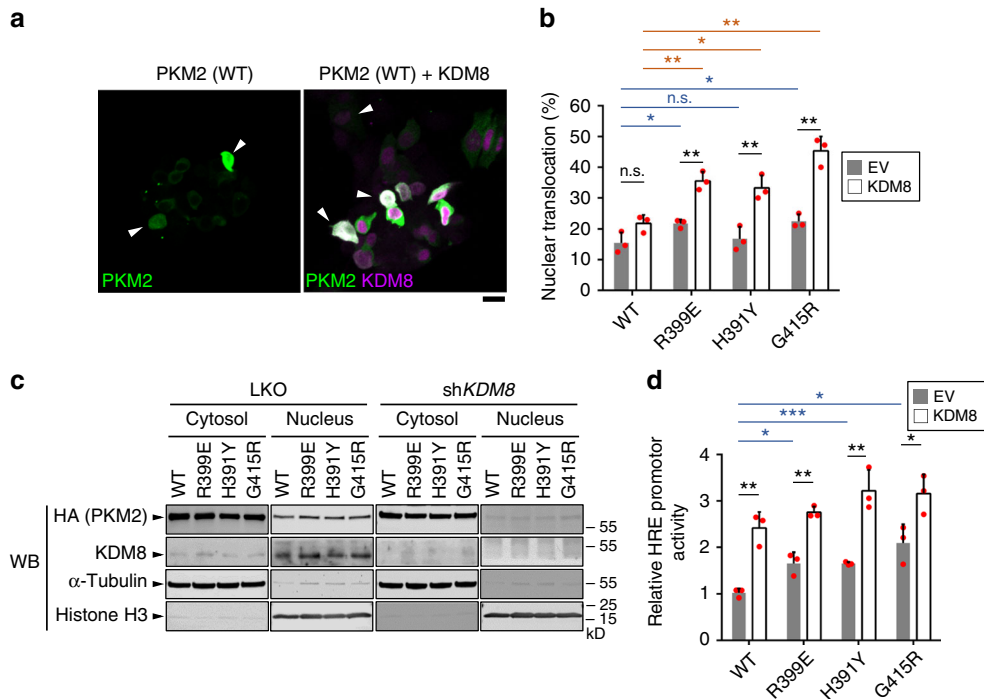 a
PKM2 (WT)
PKM2 (WT) + KDM8
PKM2
PKM2 KDM8
b
**
*
**
*
n.s.
*
n.s.
**
**
**
Nuclear translocation (%)
60
50
40
30
20
10
0
WT
R399E
H391Y
G415R
EV
KDM8
c
LKO
shKDM8
Cytosol Nucleus Cytosol Nucleus
WT R399E H391Y G415R WT R399E H391Y G415R WT R399E H391Y G415R WT R399E H391Y G415R
WB
HA (PKM2)
55
KDM8
55
α-Tubulin
55
Histone H3
25
15
kD
d
*
***
*
**
**
**
*
Relative HRE promotor
activity
4
3
2
1
0
WT
R399E
H391Y
G415R
EV
KDM8